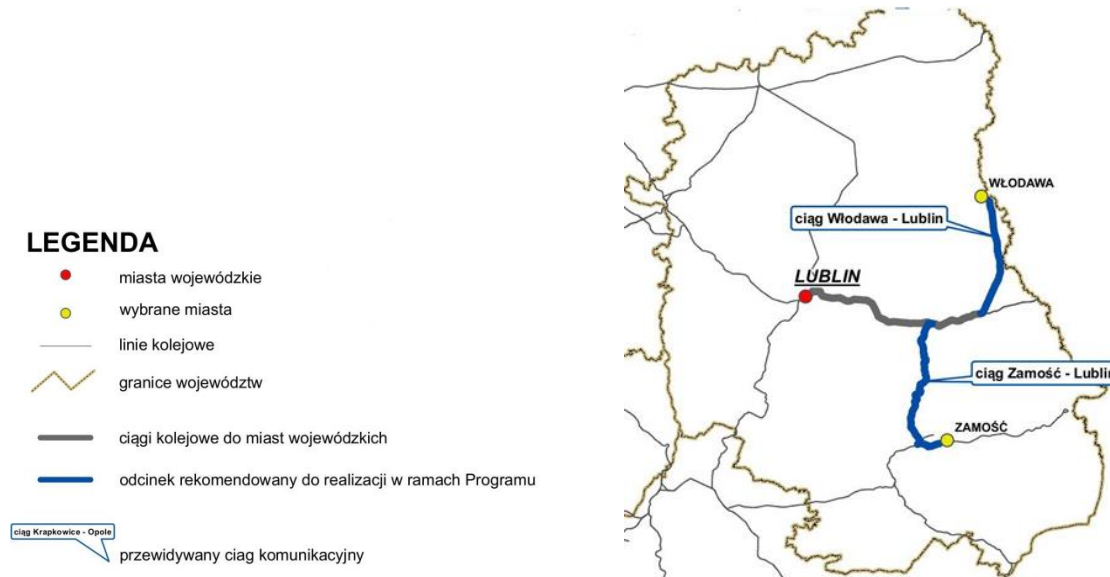 LEGENDA
miasta wojewódzkie
wybrane miasta
linie kolejowe
granice województw
ciągi kolejowe do miast wojewódzkich
odcinek rekomendowany do realizacji w ramach Programu
ciąg Krapkowice - Opole
przewidywany ciag komunikacyjny
WŁODAWA
ciąg Włodawa - Lublin
LUBLIN
ciąg Zamość - Lublin
ZAMOŚĆ